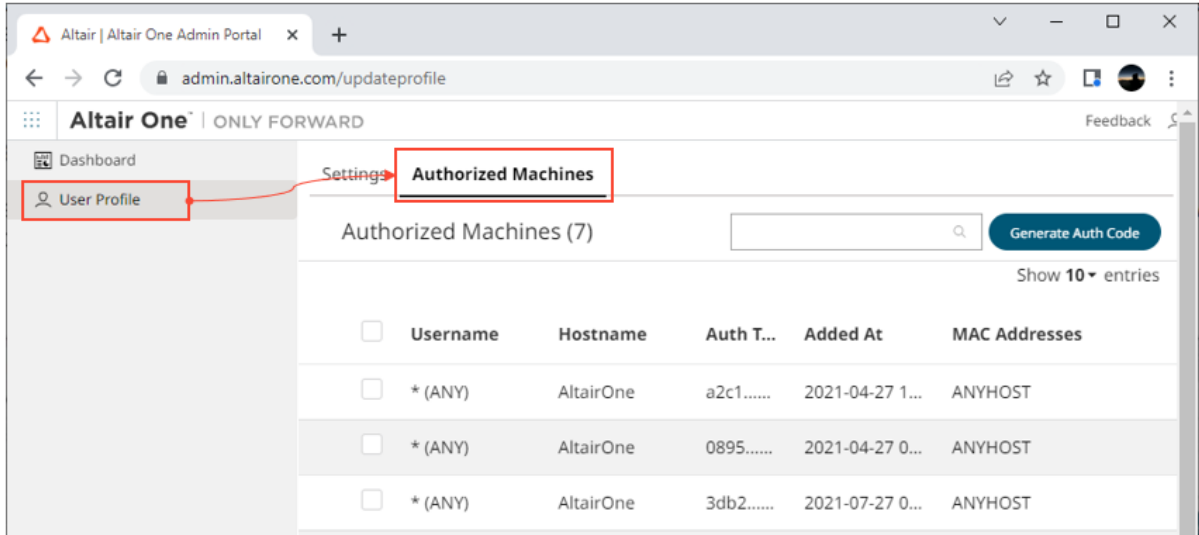 Altair | Altair One Admin Portal
admin.altairone.com/updateprofile
Altair One™ | ONLY FORWARD
Feedback
Dashboard
User Profile
Settings
Authorized Machines
Authorized Machines (7)
Generate Auth Code
Show 10 entries
Username Hostname Auth T... Added At MAC Addresses
* (ANY) AltairOne a2c1...... 2021-04-27 1... ANYHOST
* (ANY) AltairOne 0895...... 2021-04-27 0... ANYHOST
* (ANY) AltairOne 3db2...... 2021-07-27 0... ANYHOST